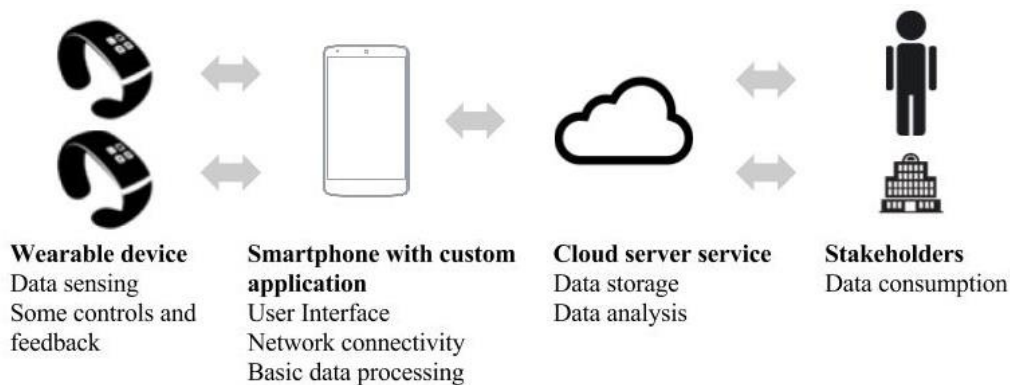 Wearable device
Data sensing
Some controls and
feedback
Smartphone with custom
application
User Interface
Network connectivity
Basic data processing
Cloud server service
Data storage
Data analysis
Stakeholders
Data consumption